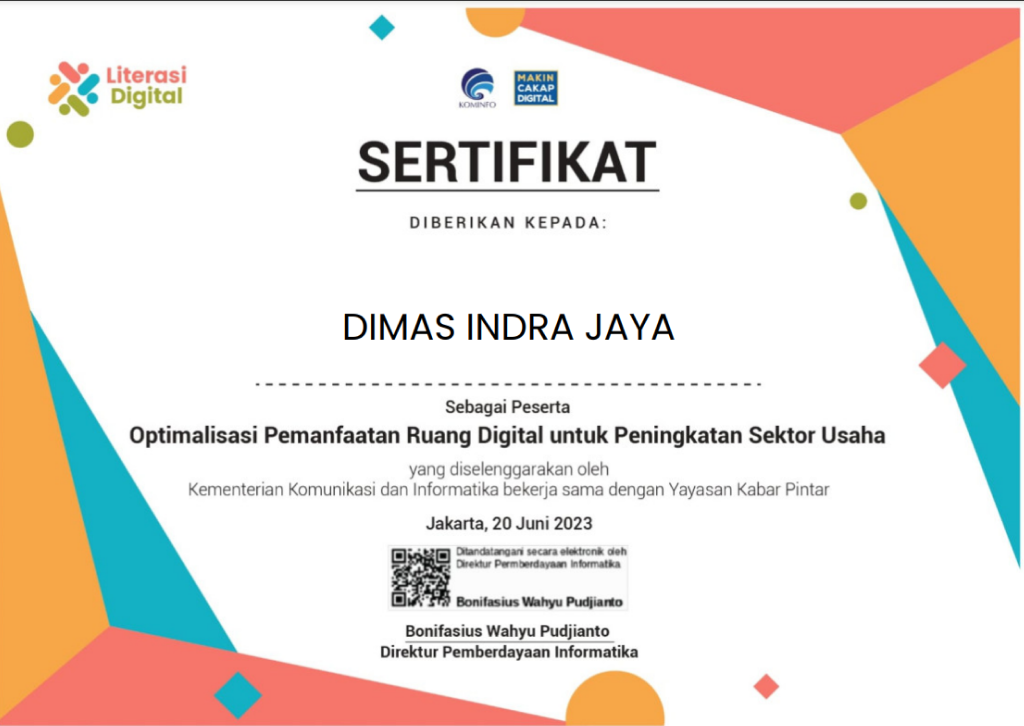 Literasi
Digital
KOMINFO
MAKIN
CAKAP
DIGITAL
SERTIFIKAT
DIBERIKAN KEPADA:
DIMAS INDRA JAYA
Sebagai Peserta
Optimalisasi Pemanfaatan Ruang Digital untuk Peningkatan Sektor Usaha
yang diselenggarakan oleh
Kementerian Komunikasi dan Informatika bekerja sama dengan Yayasan Kabar Pintar
Jakarta, 20 Juni 2023
Ditandatangani secara elektronik oleh
Direktur Permberdayaan Informatika
Bonifasius Wahyu Pudjianto
Bonifasius Wahyu Pudjianto
Direktur Pemberdayaan Informatika